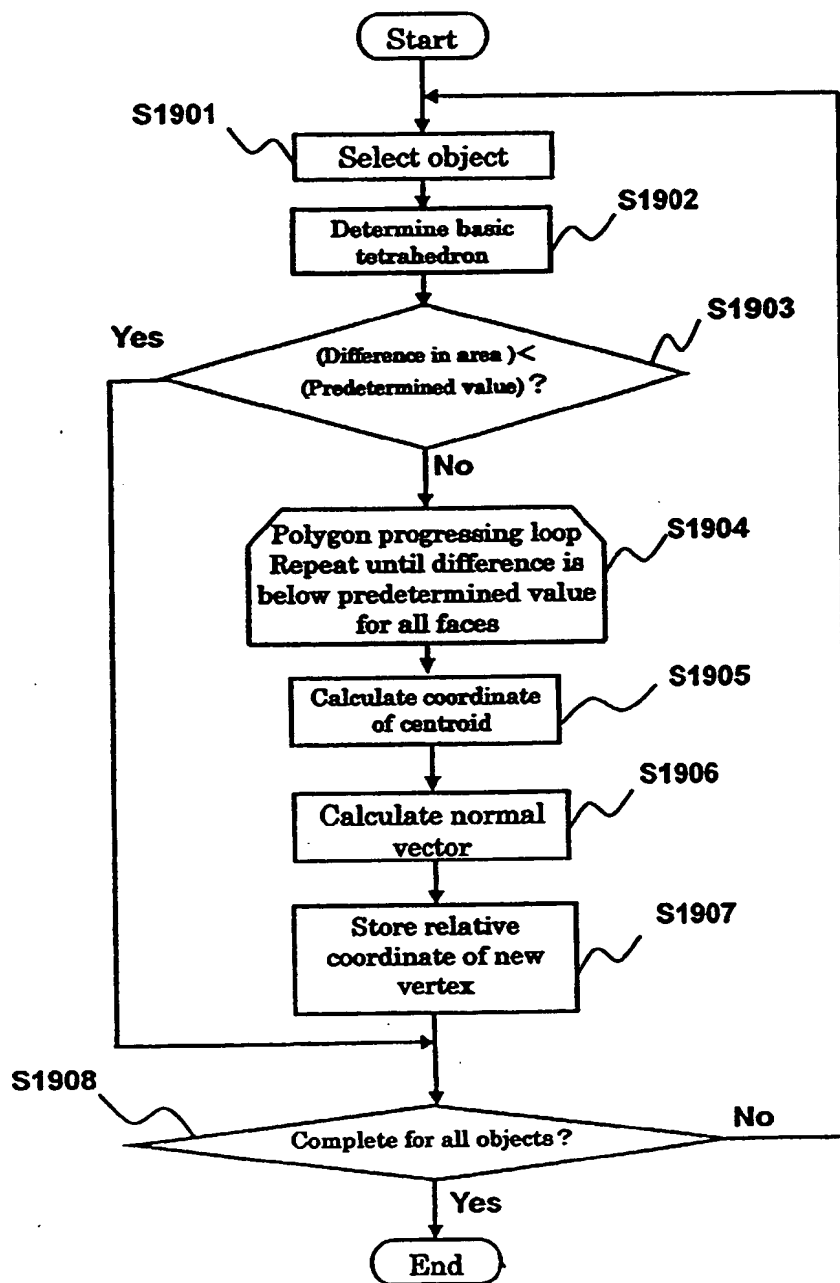 Start
S1901
Select object
S1902
Determine basic
tetrahedron
S1903
Yes
(Difference in area )<
(Predetermined value) ?
No
Polygon progressing loop
Repeat until difference is
below predetermined value
for all faces
S1904
Calculate coordinate
of centroid
S1905
Calculate normal
vector
S1906
Store relative
coordinate of new
vertex
S1907
S1908
Complete for all objects ?
No
Yes
End